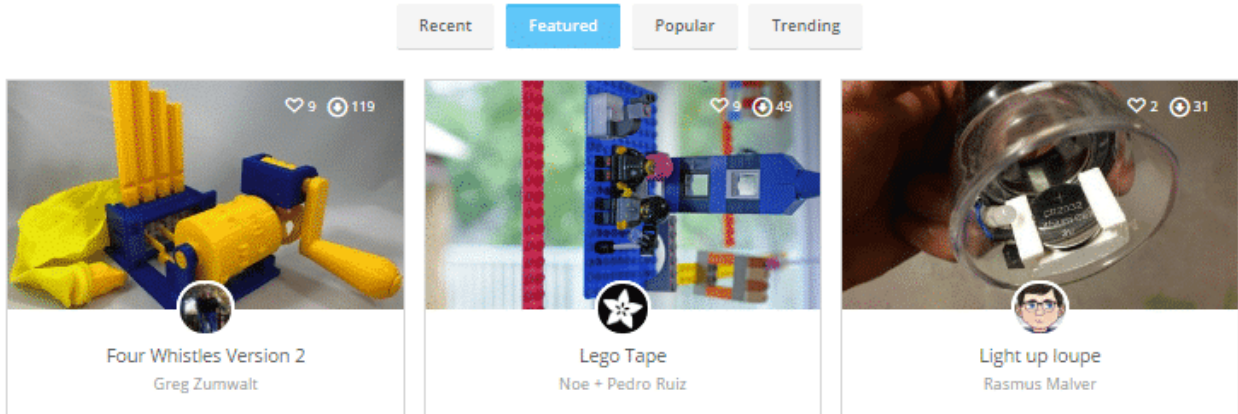 Recent
Featured
Popular
Trending
9 119
9 49
2 31
CR2032
Four Whistles Version 2
Greg Zumwalt
Lego Tape
Noe + Pedro Ruiz
Light up loupe
Rasmus Malver